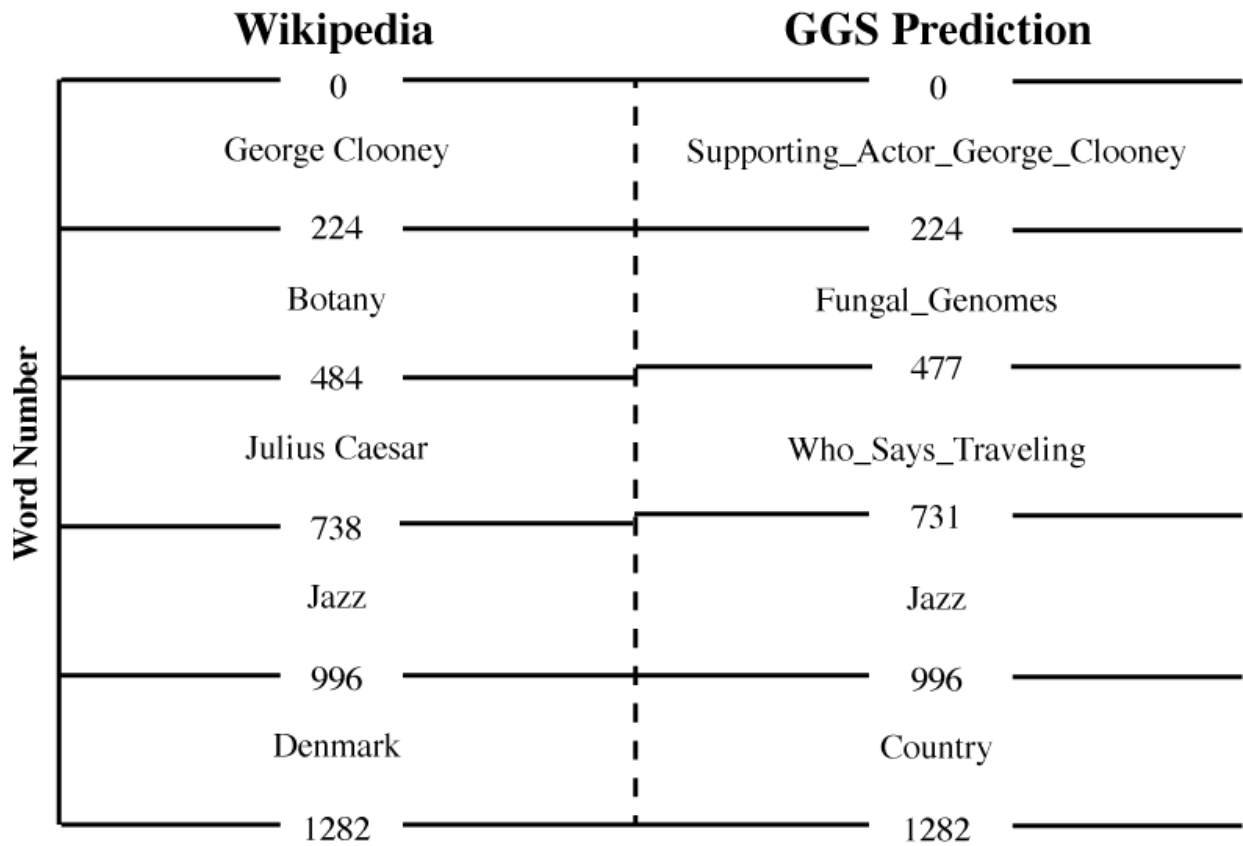 Wikipedia GGS Prediction
0 0
George Clooney Supporting_Actor_George_Clooney
224 224
Botany Fungal_Genomes
484 477
Julius Caesar Who_Says_Traveling
738 731
Jazz Jazz
996 996
Denmark Country
1282 1282
Word Number